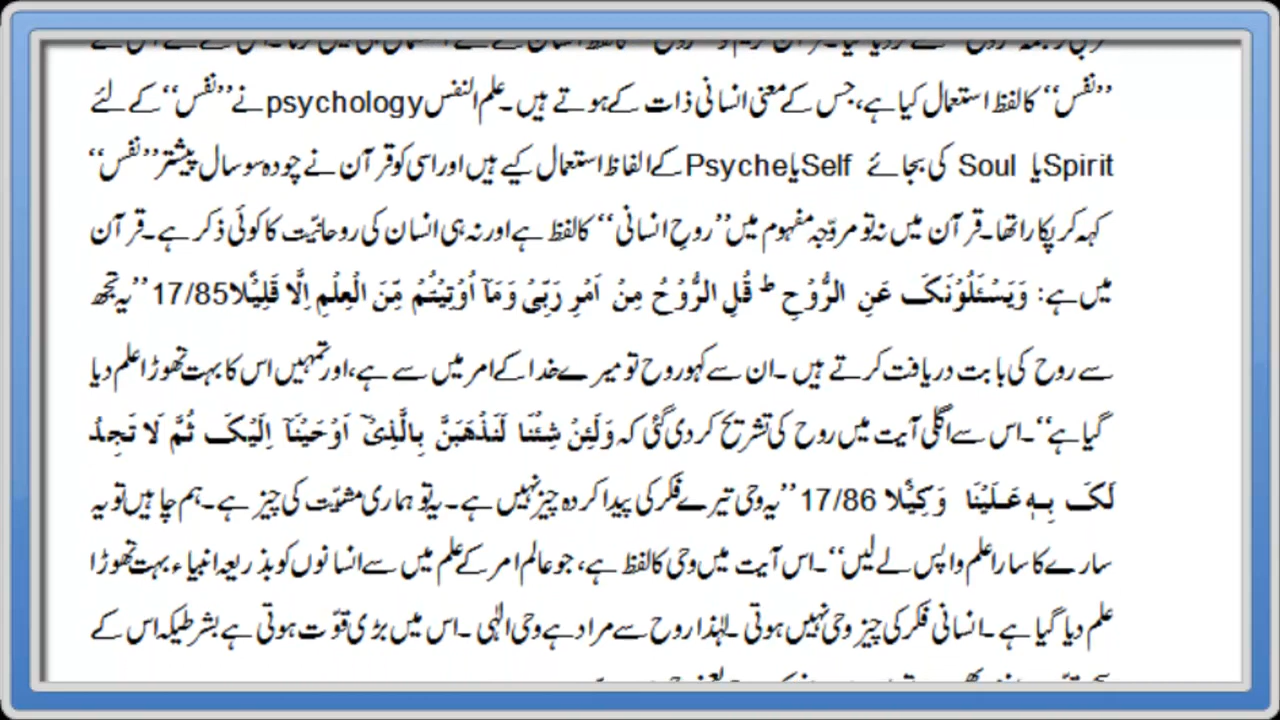 ’’نفس‘‘ کا لفظ استعمال کیا ہے، جس کے معنی انسانی ذات کے ہوتے ہیں۔ علم النفس psychology نے ’’نفس‘‘ کے لئے
Spirit یا Soul کی بجائے Self یا Psyche کے الفاظ استعمال کیے ہیں اور اسی کو قرآن نے چودہ سو سال پیشتر ’’نفس‘‘
کہہ کر پکارا تھا۔ قرآن میں نہ تو مروّجہ مفہوم میں ’’روحِ انسانی‘‘ کا لفظ ہے اور نہ ہی انسان کی روحانیّت کا کوئی ذکر ہے۔ قرآن
میں ہے: وَیَسْـَٔلُوْنَکَ عَنِ الرُّوْحِ ط قُلِ الرُّوْحُ مِنْ اَمْرِ رَبِّیْ وَمَآ اُوْتِیْتُمْ مِّنَ الْعِلْمِ اِلَّا قَلِیْلًا 17/85 ’’یہ تجھ
سے روح کی بابت دریافت کرتے ہیں۔ ان سے کہو روح تو میرے خدا کے امر میں سے ہے، اور تمہیں اس کا بہت تھوڑا علم دیا
گیا ہے‘‘۔ اس سے اگلی آیت میں روح کی تشریح کر دی گئی کہ وَلَئِنْ شِئْنَا لَنَذْهَبَنَّ بِالَّذِیْٓ اَوْحَیْنَآ اِلَیْکَ ثُمَّ لَا تَجِدُ
لَکَ بِهٖ عَلَیْنَا وَکِیْلًا 17/86 ’’یہ وحی تیرے فکر کی پیدا کردہ چیز نہیں ہے۔ یہ تو ہماری مشیّت کی چیز ہے۔ ہم چاہیں تو یہ
سارے کا سارا علم واپس لے لیں‘‘۔ اس آیت میں وحی کا لفظ ہے، جو عالم امر کے علم میں سے انسانوں کو بذریعہ انبیاء بہت تھوڑا
علم دیا گیا ہے۔ انسانی فکر کی چیز وحی نہیں ہوتی۔ لہٰذا روح سے مراد ہے وحی الٰہی۔ اس میں بڑی قوّت ہوتی ہے بشرطیکہ اس کے